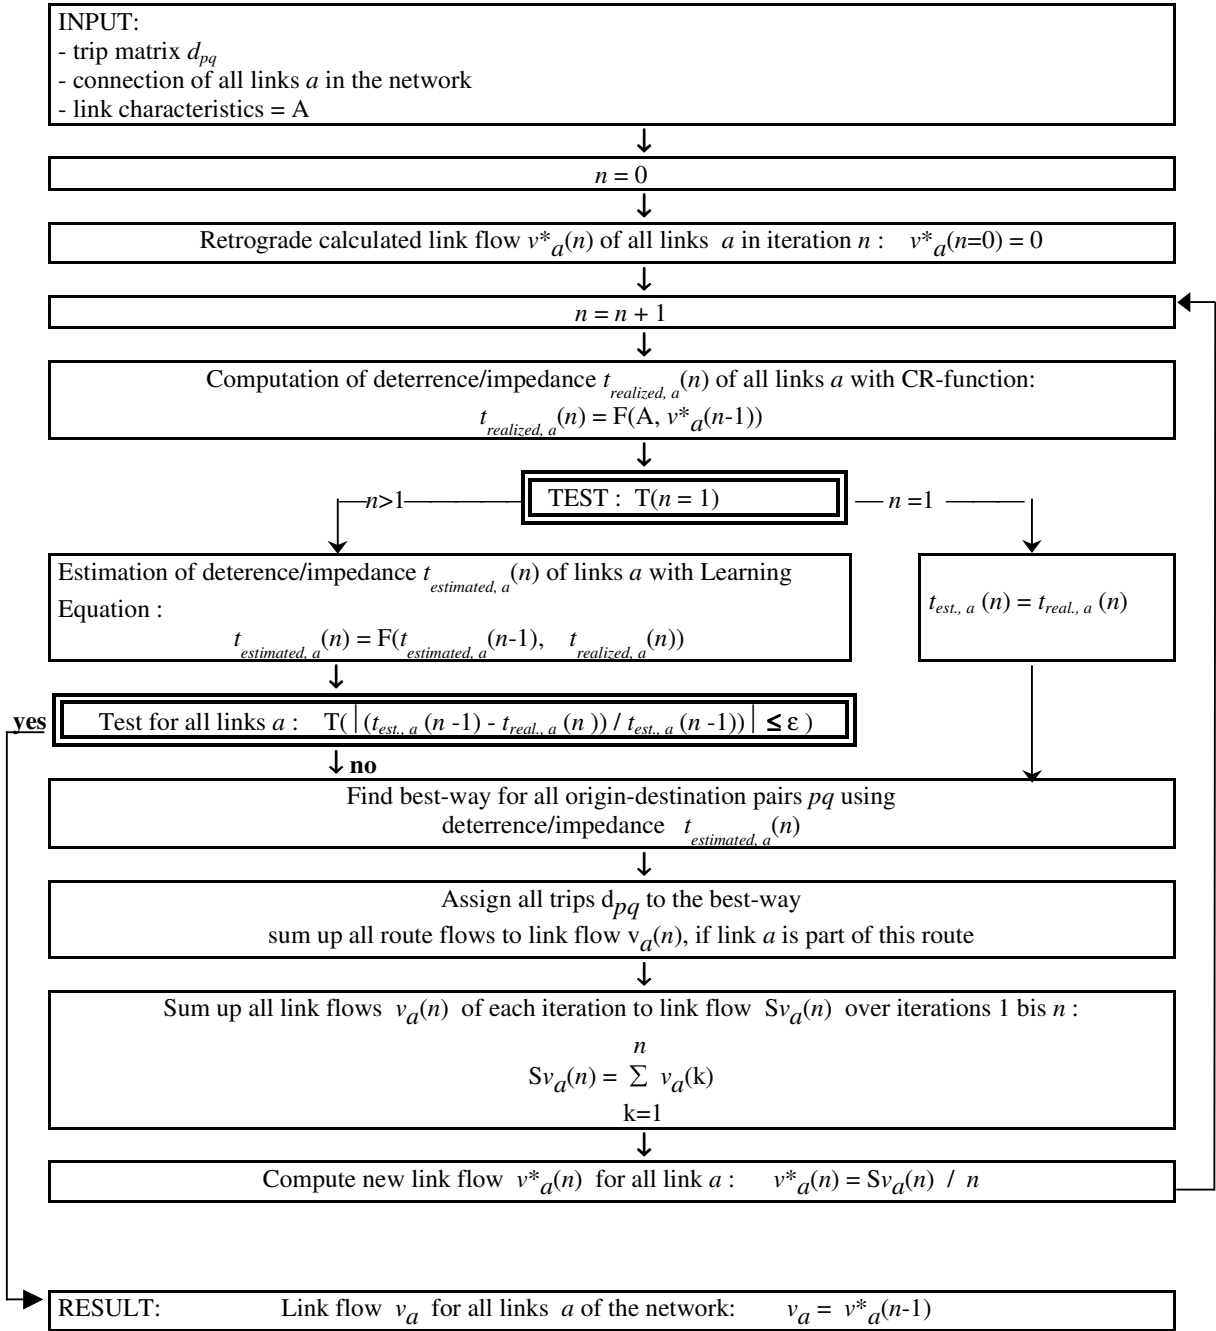 INPUT:
- trip matrix d_pq
- connection of all links a in the network
- link characteristics = A
n = 0
Retrograde calculated link flow v*_a(n) of all links a in iteration n : v*_a(n=0) = 0
n = n + 1
Computation of deterrence/impedance t_realized, a(n) of all links a with CR-function:
t_realized, a(n) = F(A, v*_a(n-1))
n>1 TEST : T(n = 1) n =1
Estimation of deterence/impedance t_estimated, a(n) of links a with Learning
Equation :
t_estimated, a(n) = F(t_estimated, a(n-1), t_realized, a(n))
t_est., a (n) = t_real., a (n)
yes Test for all links a : T( |(t_est., a (n -1) - t_real., a (n )) / t_est., a (n -1)) | ≤ ε )
no
Find best-way for all origin-destination pairs pq using
deterrence/impedance t_estimated, a(n)
Assign all trips d_pq to the best-way
sum up all route flows to link flow v_a(n), if link a is part of this route
Sum up all link flows v_a(n) of each iteration to link flow Sv_a(n) over iterations 1 bis n :
n
Sv_a(n) = Σ v_a(k)
k=1
Compute new link flow v*_a(n) for all link a : v*_a(n) = Sv_a(n) / n
RESULT: Link flow v_a for all links a of the network: v_a = v*_a(n-1)